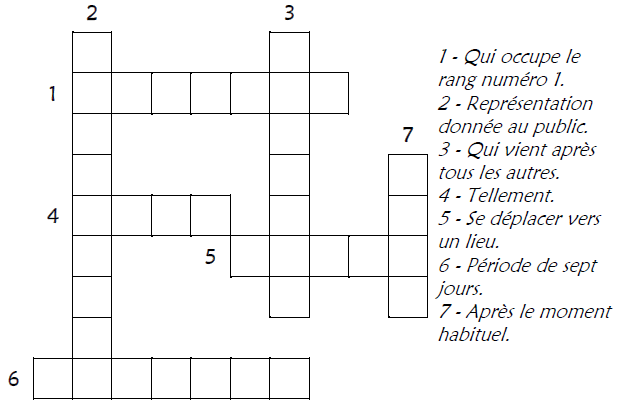 2
3
1 - Qui occupe le
rang numéro 1.
2 - Représentation
donnée au public.
3 - Qui vient après
tous les autres.
4 - Tellement.
5 - Se déplacer vers
un lieu.
6 - Période de sept
jours.
7 - Après le moment
habituel.
1
7
4
5
6